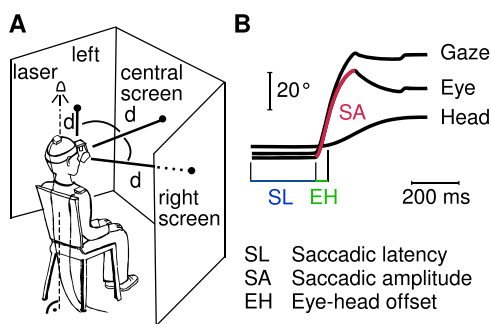 A
left
laser
central
screen
d
d
d
right
screen
B
Gaze
20°
Eye
SA
Head
SL
EH
200 ms
SL Saccadic latency
SA Saccadic amplitude
EH Eye-head offset